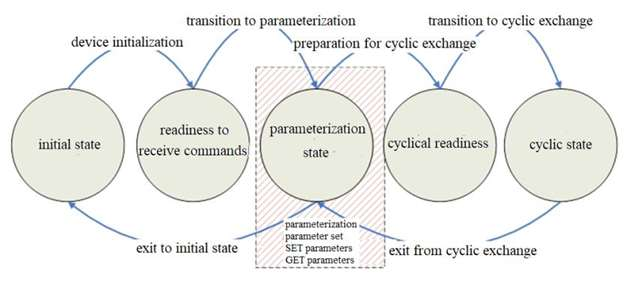 transition to parameterization
transition to cyclic exchange
device initialization
preparation for cyclic exchange
initial state
readiness to
receive commands
parameterization
state
cyclical readiness
cyclic state
parameterization
parameter set
SET parameters
GET parameters
exit to initial state
exit from cyclic exchange